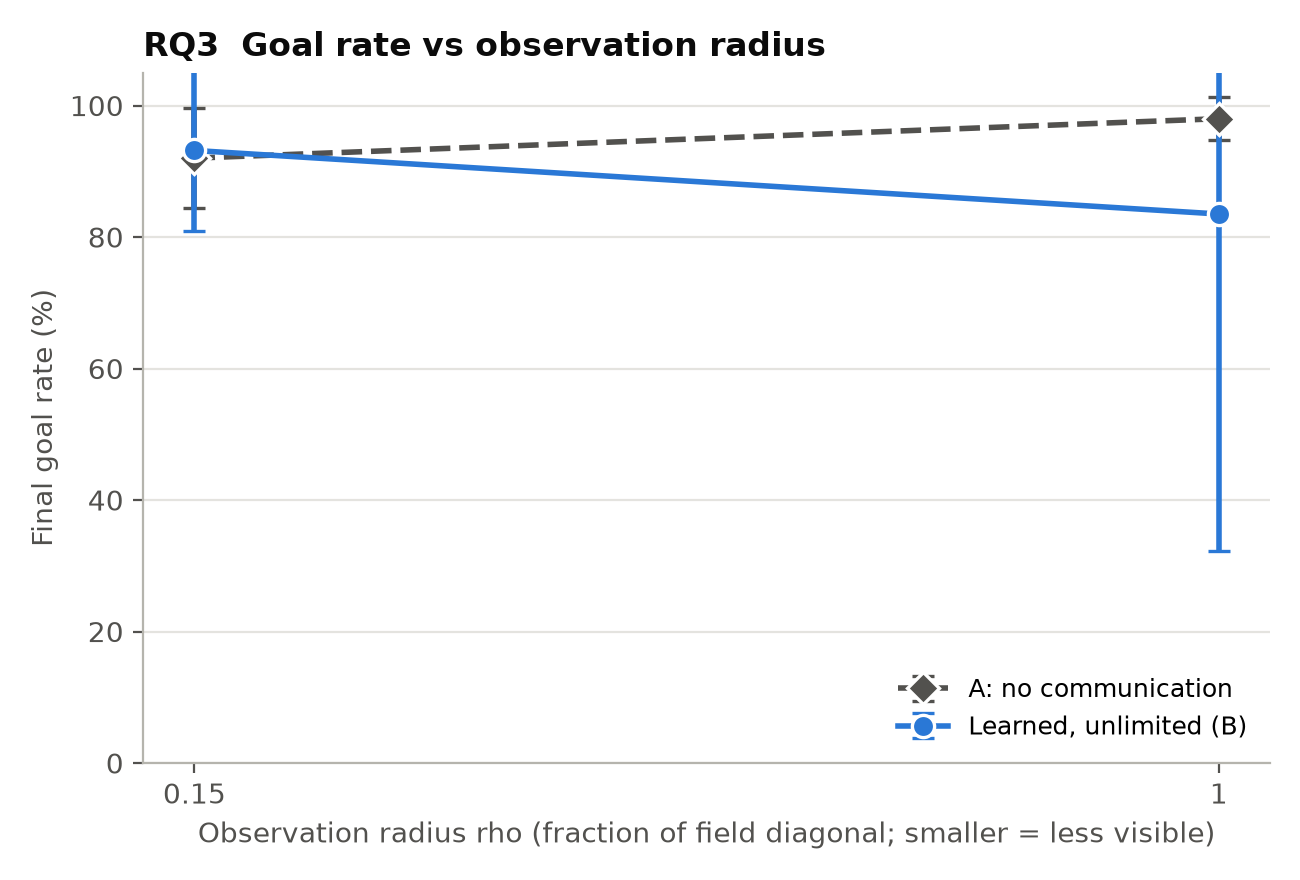 RQ3  Goal rate vs observation radius
100
80
60
40
20
0
Final goal rate (%)
A: no communication
Learned, unlimited (B)
0.15
1
Observation radius rho (fraction of field diagonal; smaller = less visible)